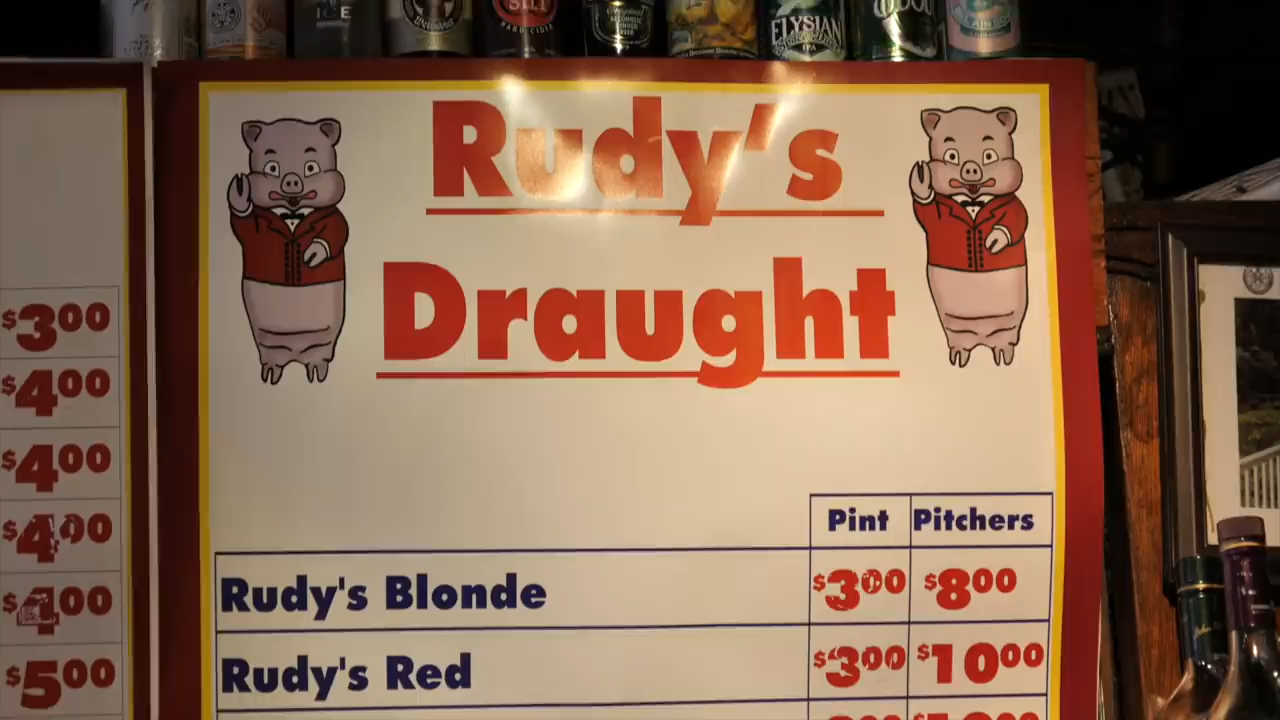 ELYSIAN
IPA
Rudy's
Draught
$3.00
$4.00
$4.00
$4.00
$4.00
$5.00
Pint Pitchers
Rudy's Blonde $3.00 $8.00
Rudy's Red $3.00 $10.00